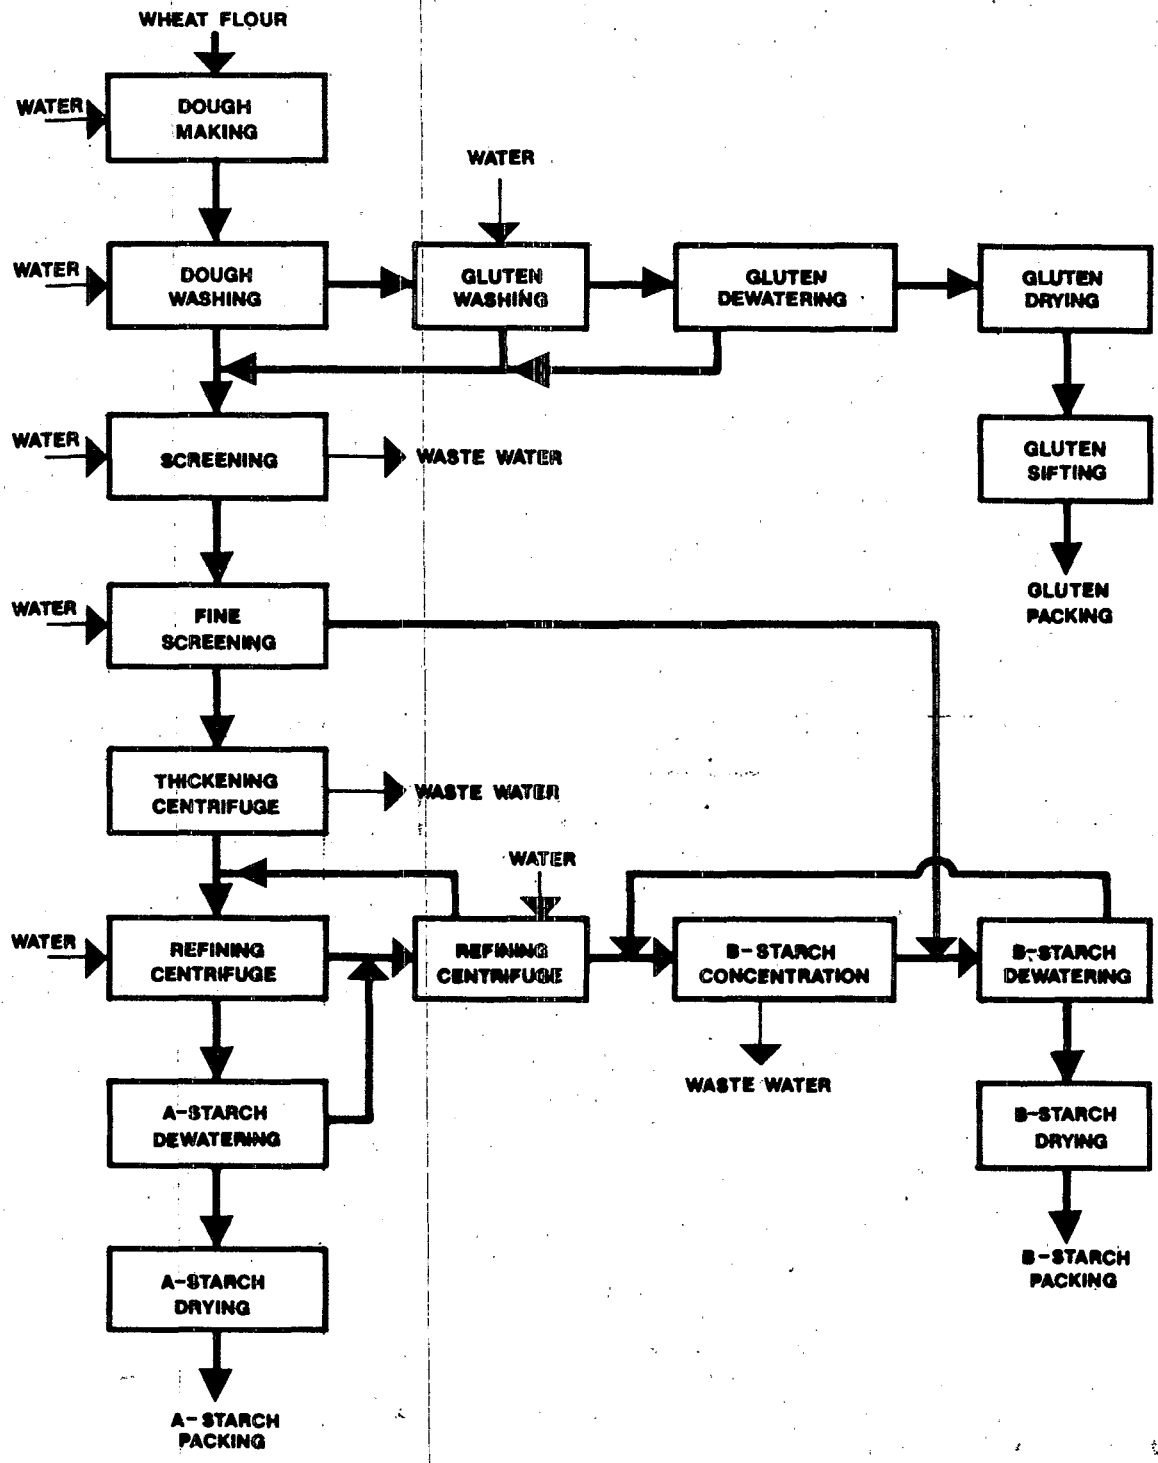 WHEAT FLOUR
WATER
DOUGH
MAKING
WATER
WATER
DOUGH
WASHING
GLUTEN
WASHING
GLUTEN
DEWATERING
GLUTEN
DRYING
WATER
SCREENING
WASTE WATER
GLUTEN
SIFTING
WATER
FINE
SCREENING
GLUTEN
PACKING
THICKENING
CENTRIFUGE
WASTE WATER
WATER
WATER
REFINING
CENTRIFUGE
REFINING
CENTRIFUGE
B-STARCH
CONCENTRATION
B-STARCH
DEWATERING
WASTE WATER
A-STARCH
DEWATERING
B-STARCH
DRYING
A-STARCH
DRYING
B-STARCH
PACKING
A-STARCH
PACKING